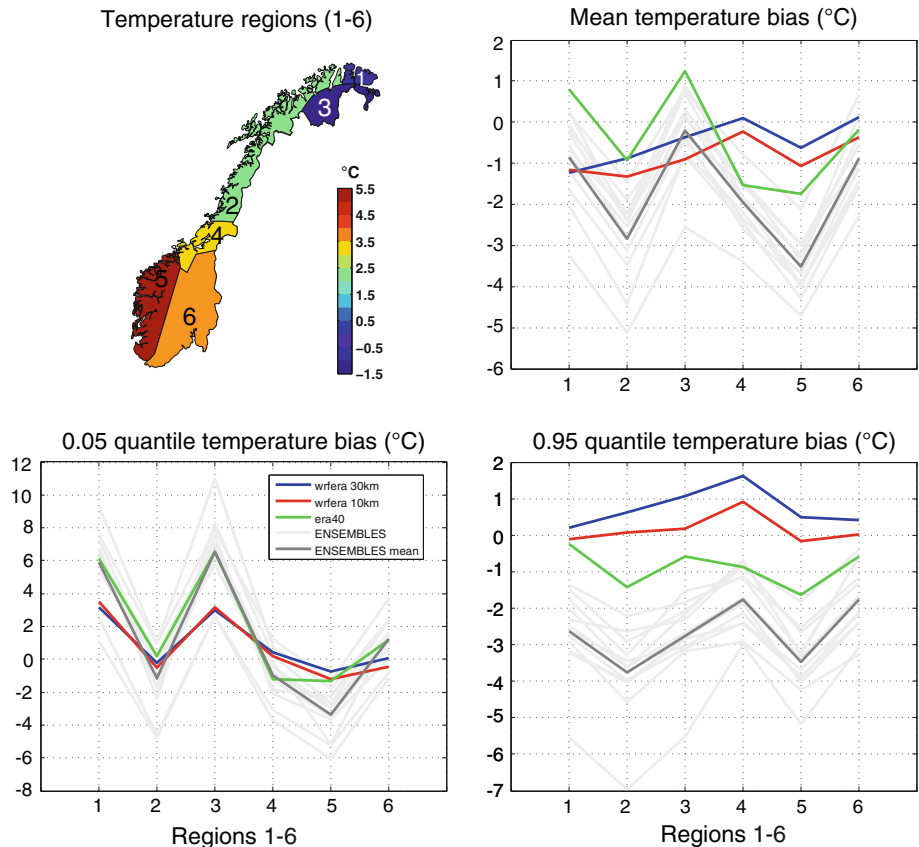 Temperature regions (1-6)
1
3
2
4
5
6
°C
5.5
4.5
3.5
2.5
1.5
0.5
−0.5
−1.5
Mean temperature bias (°C)
2
1
0
-1
-2
-3
-4
-5
-6
1 2 3 4 5 6
0.05 quantile temperature bias (°C)
12
10
8
6
4
2
0
-2
-4
-6
-8
wrfera 30km
wrfera 10km
era40
ENSEMBLES
ENSEMBLES mean
1 2 3 4 5 6
Regions 1-6
0.95 quantile temperature bias (°C)
2
1
0
-1
-2
-3
-4
-5
-6
-7
1 2 3 4 5 6
Regions 1-6